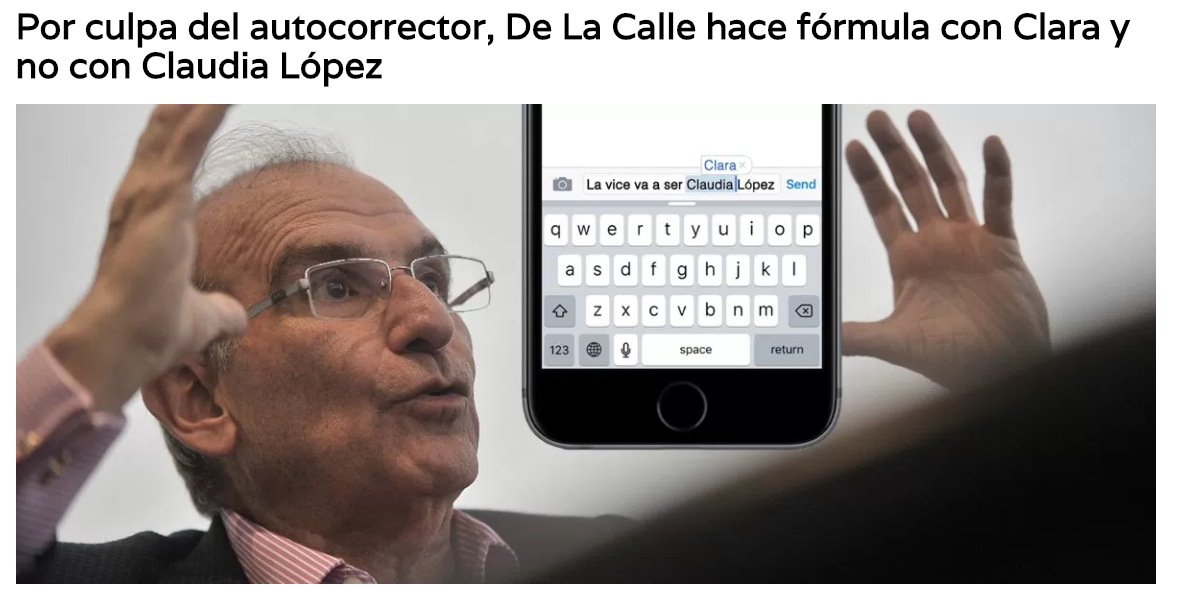 Por culpa del autocorrector, De La Calle hace fórmula con Clara y
no con Claudia López
Clara ×
La vice va a ser Claudia López Send
q w e r t y u i o p
a s d f g h j k l
z x c v b n m
123 space return